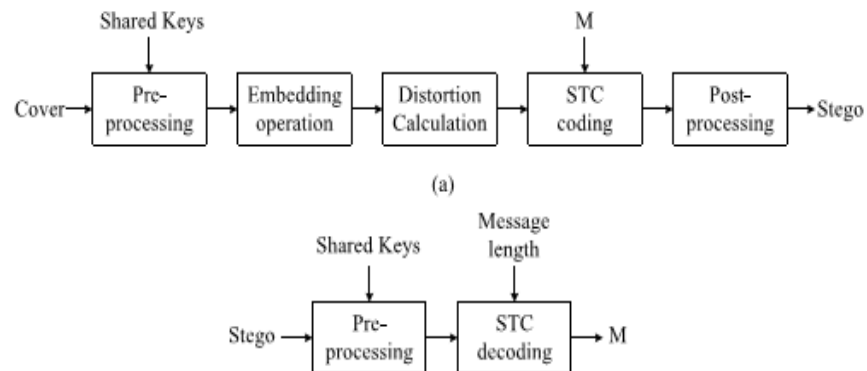 Shared Keys
M
Cover
Pre-
processing
Embedding
operation
Distortion
Calculation
STC
coding
Post-
processing
Stego
(a)
Shared Keys
Message
length
Stego
Pre-
processing
STC
decoding
M